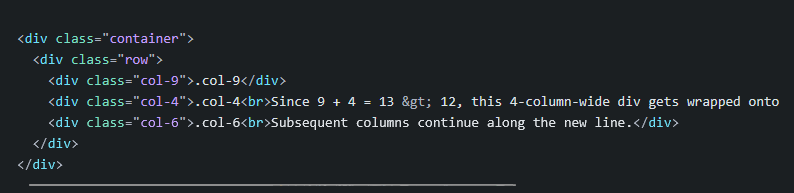 <div class="container">
<div class="row">
<div class="col-9">.col-9</div>
<div class="col-4">.col-4<br>Since 9 + 4 = 13 &gt; 12, this 4-column-wide div gets wrapped onto
<div class="col-6">.col-6<br>Subsequent columns continue along the new line.</div>
</div>
</div>